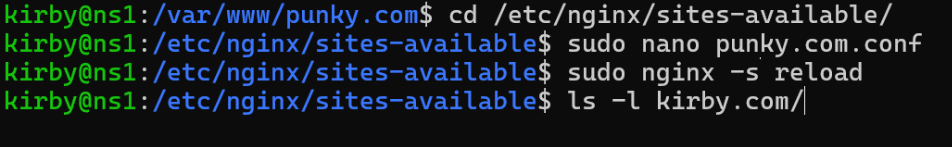 kirby@ns1:/var/www/punky.com$ cd /etc/nginx/sites-available/
kirby@ns1:/etc/nginx/sites-available$ sudo nano punky.com.conf
kirby@ns1:/etc/nginx/sites-available$ sudo nginx -s reload
kirby@ns1:/etc/nginx/sites-available$ ls -l kirby.com/